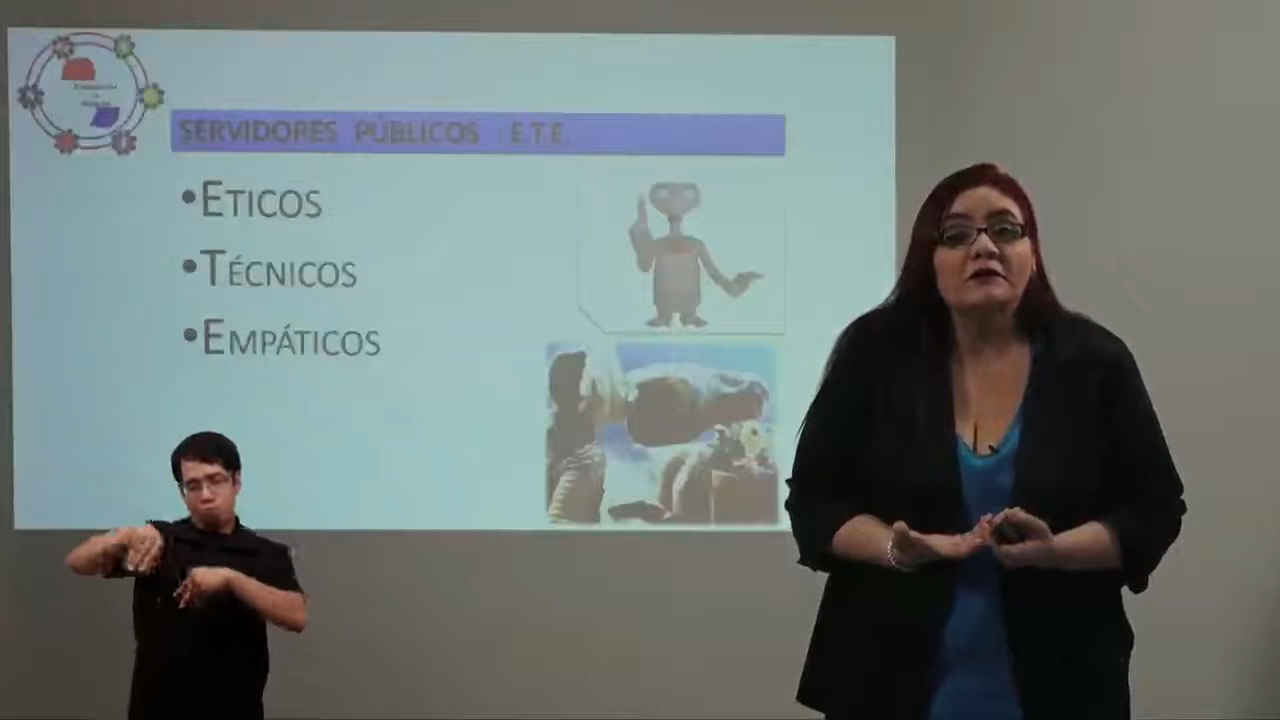 SERVIDORES PÚBLICOS E.T.E.
•ETICOS
•TÉCNICOS
•EMPÁTICOS